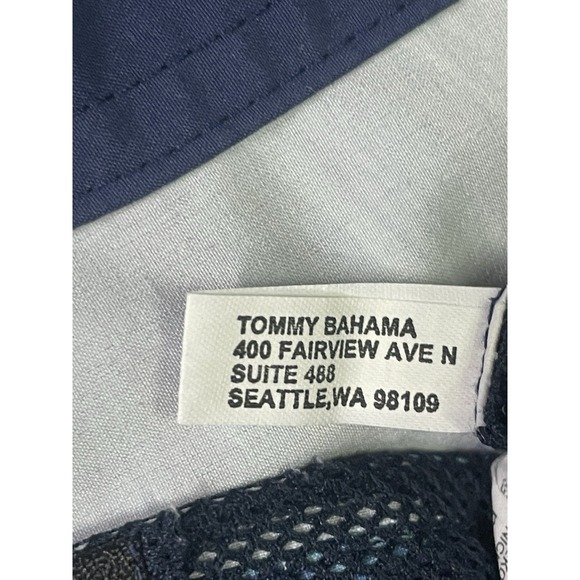 TOMMY BAHAMA
400 FAIRVIEW AVE N
SUITE 488
SEATTLE,WA 98109